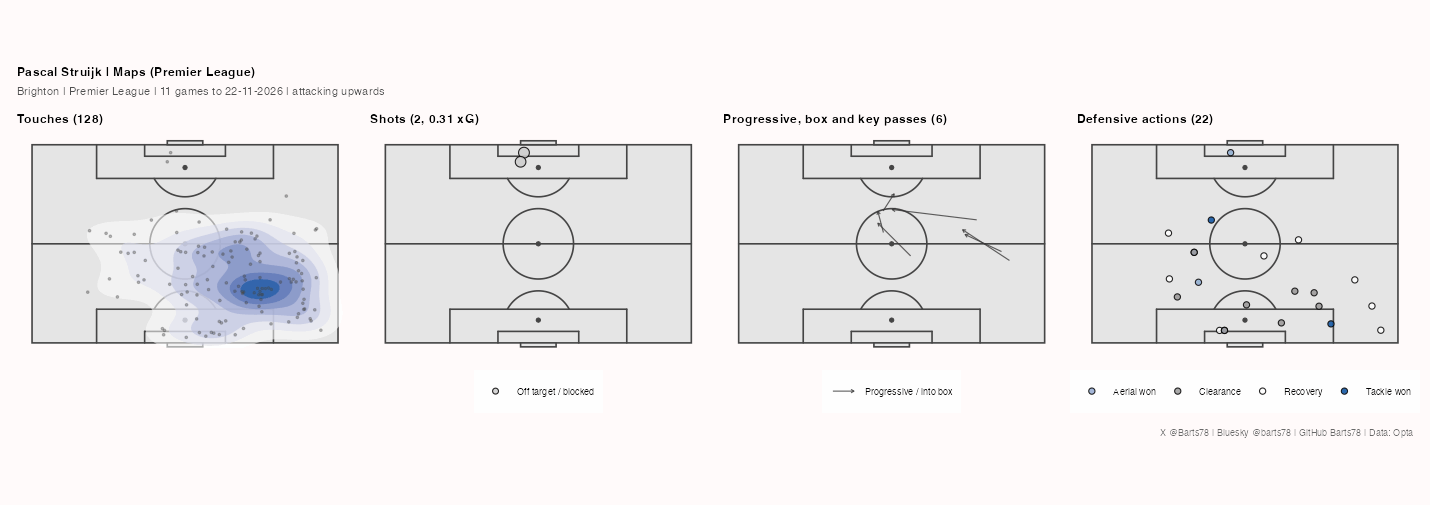 Pascal Struijk | Maps (Premier League)
Brighton | Premier League | 11 games to 22-11-2026 | attacking upwards
Touches (128)
Shots (2, 0.31 xG)
Progressive, box and key passes (6)
Defensive actions (22)
Off target / blocked
Progressive / into box
Aerial won
Clearance
Recovery
Tackle won
X @Barts78 | Bluesky @barts78 | GitHub Barts78 | Data: Opta